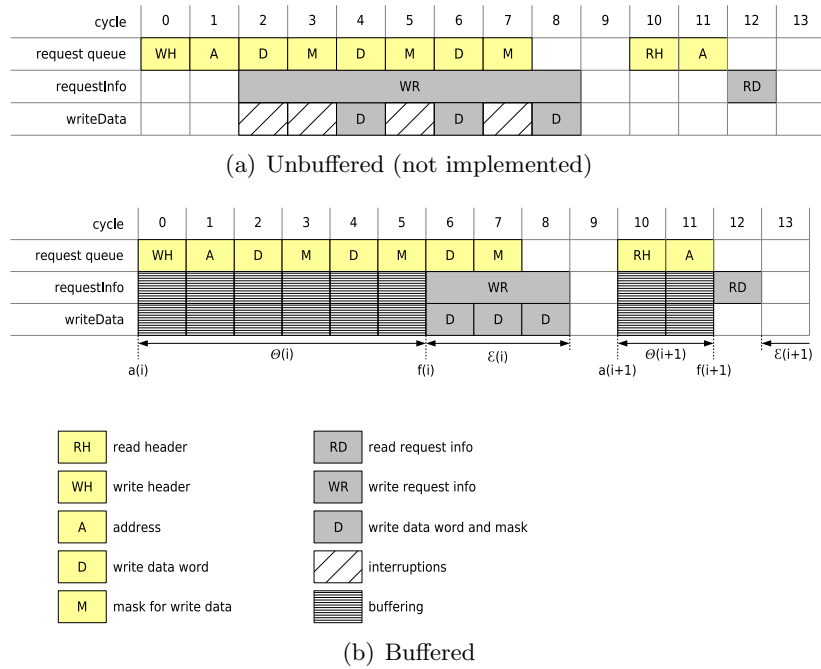 cycle 0 1 2 3 4 5 6 7 8 9 10 11 12 13
request queue WH A D M D M D M RH A
requestInfo WR RD
writeData D D D
(a) Unbuffered (not implemented)
cycle 0 1 2 3 4 5 6 7 8 9 10 11 12 13
request queue WH A D M D M D M RH A
requestInfo WR RD
writeData D D D
Θ(i) ε(i) Θ(i+1) ε(i+1)
a(i) f(i) a(i+1) f(i+1)
RH read header RD read request info
WH write header WR write request info
A address D write data word and mask
D write data word interruptions
M mask for write data buffering
(b) Buffered